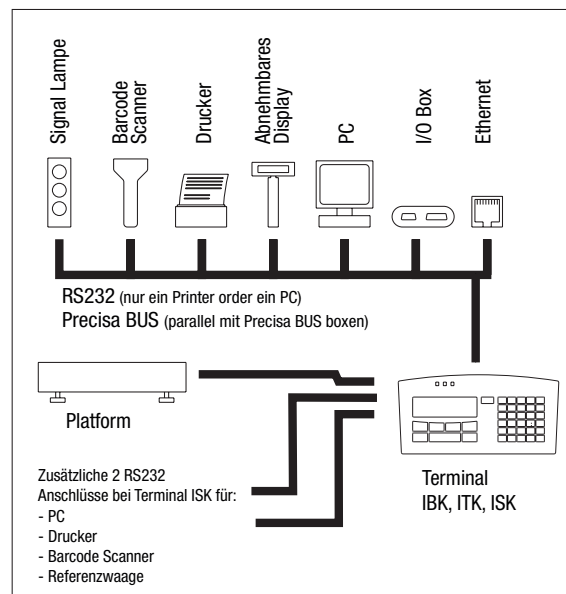 Signal Lampe
Barcode
Scanner
Drucker
Abnehmbares
Display
PC
I/O Box
Ethernet
RS232 (nur ein Printer order ein PC)
Precisa BUS (parallel mit Precisa BUS boxen)
Platform
Terminal
IBK, ITK, ISK
Zusätzliche 2 RS232
Anschlüsse bei Terminal ISK für:
- PC
- Drucker
- Barcode Scanner
- Referenzwaage